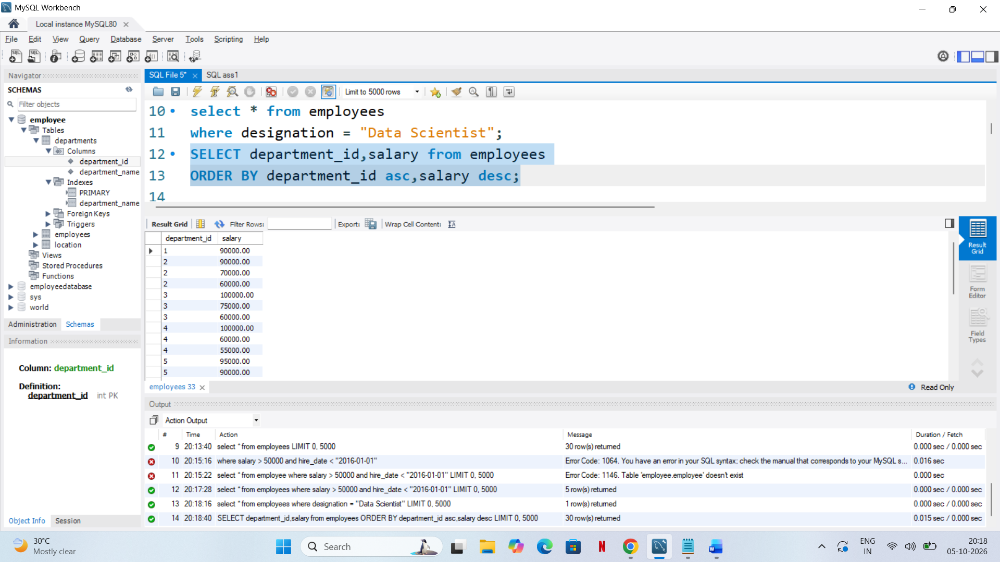 MySQL Workbench
Local instance MySQL80
File Edit View Query Database Server Tools Scripting Help
Navigator
SCHEMAS
Filter objects
employee
Tables
departments
Columns
department_id
department_name
Indexes
PRIMARY
department_name
Foreign Keys
Triggers
employees
location
Views
Stored Procedures
Functions
employeedatabase
sys
world
Administration Schemas
Information
Column: department_id
Definition:
department_id int PK
Object Info Session
SQL File 5* SQL ass1
Limit to 5000 rows
10 select * from employees
11 where designation = "Data Scientist";
12 SELECT department_id,salary from employees
13 ORDER BY department_id asc,salary desc;
14
Result Grid Filter Rows: Export: Wrap Cell Content:
department_id salary
1 90000.00
2 90000.00
2 70000.00
2 60000.00
3 100000.00
3 75000.00
3 60000.00
4 100000.00
4 60000.00
4 55000.00
5 95000.00
5 90000.00
Result
Grid
Form
Editor
Field
Types
employees 33
Read Only
Output
Action Output
# Time Action Message Duration / Fetch
9 20:13:40 select * from employees LIMIT 0, 5000 30 row(s) returned 0.000 sec / 0.000 sec
10 20:15:16 where salary > 50000 and hire_date < "2016-01-01" Error Code: 1064. You have an error in your SQL syntax; check the manual that corresponds to your MySQL s... 0.016 sec
11 20:15:22 select * from employee where salary > 50000 and hire_date < "2016-01-01" LIMIT 0, 5000 Error Code: 1146. Table 'employee.employee' doesn't exist 0.000 sec
12 20:17:28 select * from employees where salary > 50000 and hire_date < "2016-01-01" LIMIT 0, 5000 5 row(s) returned 0.000 sec / 0.000 sec
13 20:18:16 select * from employees where designation = "Data Scientist" LIMIT 0, 5000 1 row(s) returned 0.000 sec / 0.000 sec
14 20:18:40 SELECT department_id,salary from employees ORDER BY department_id asc,salary desc LIMIT 0, 5000 30 row(s) returned 0.015 sec / 0.000 sec
30°C
Mostly clear
Search
ENG
IN
20:18
05-10-2026